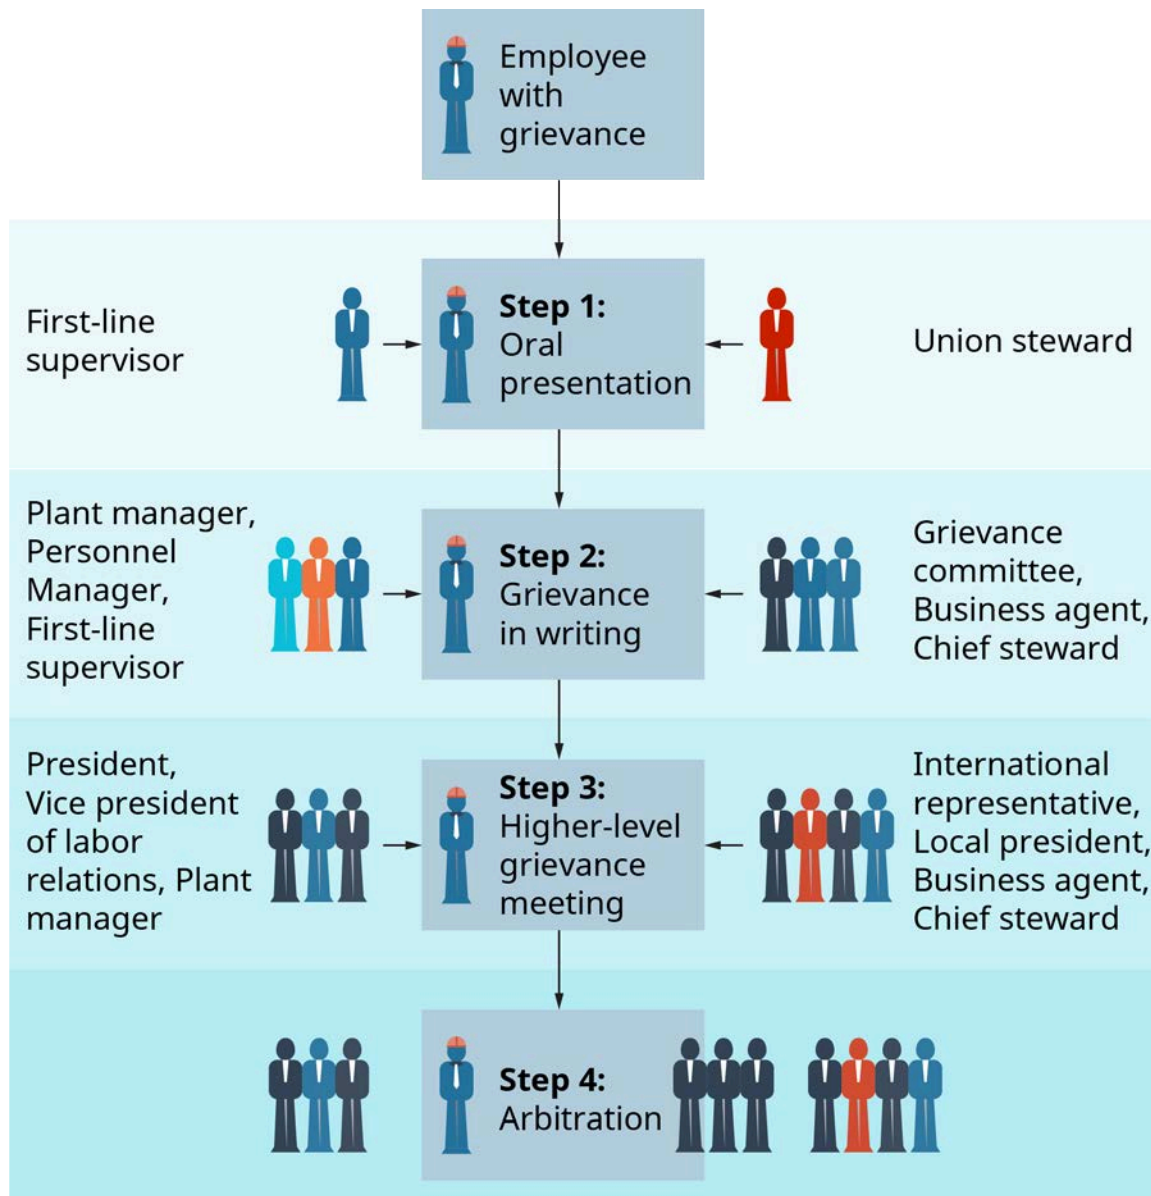 Employee
with
grievance
First-line
supervisor
Step 1:
Oral
presentation
Union steward
Plant manager,
Personnel
Manager,
First-line
supervisor
Step 2:
Grievance
in writing
Grievance
committee,
Business agent,
Chief steward
President,
Vice president
of labor
relations, Plant
manager
Step 3:
Higher-level
grievance
meeting
International
representative,
Local president,
Business agent,
Chief steward
Step 4:
Arbitration